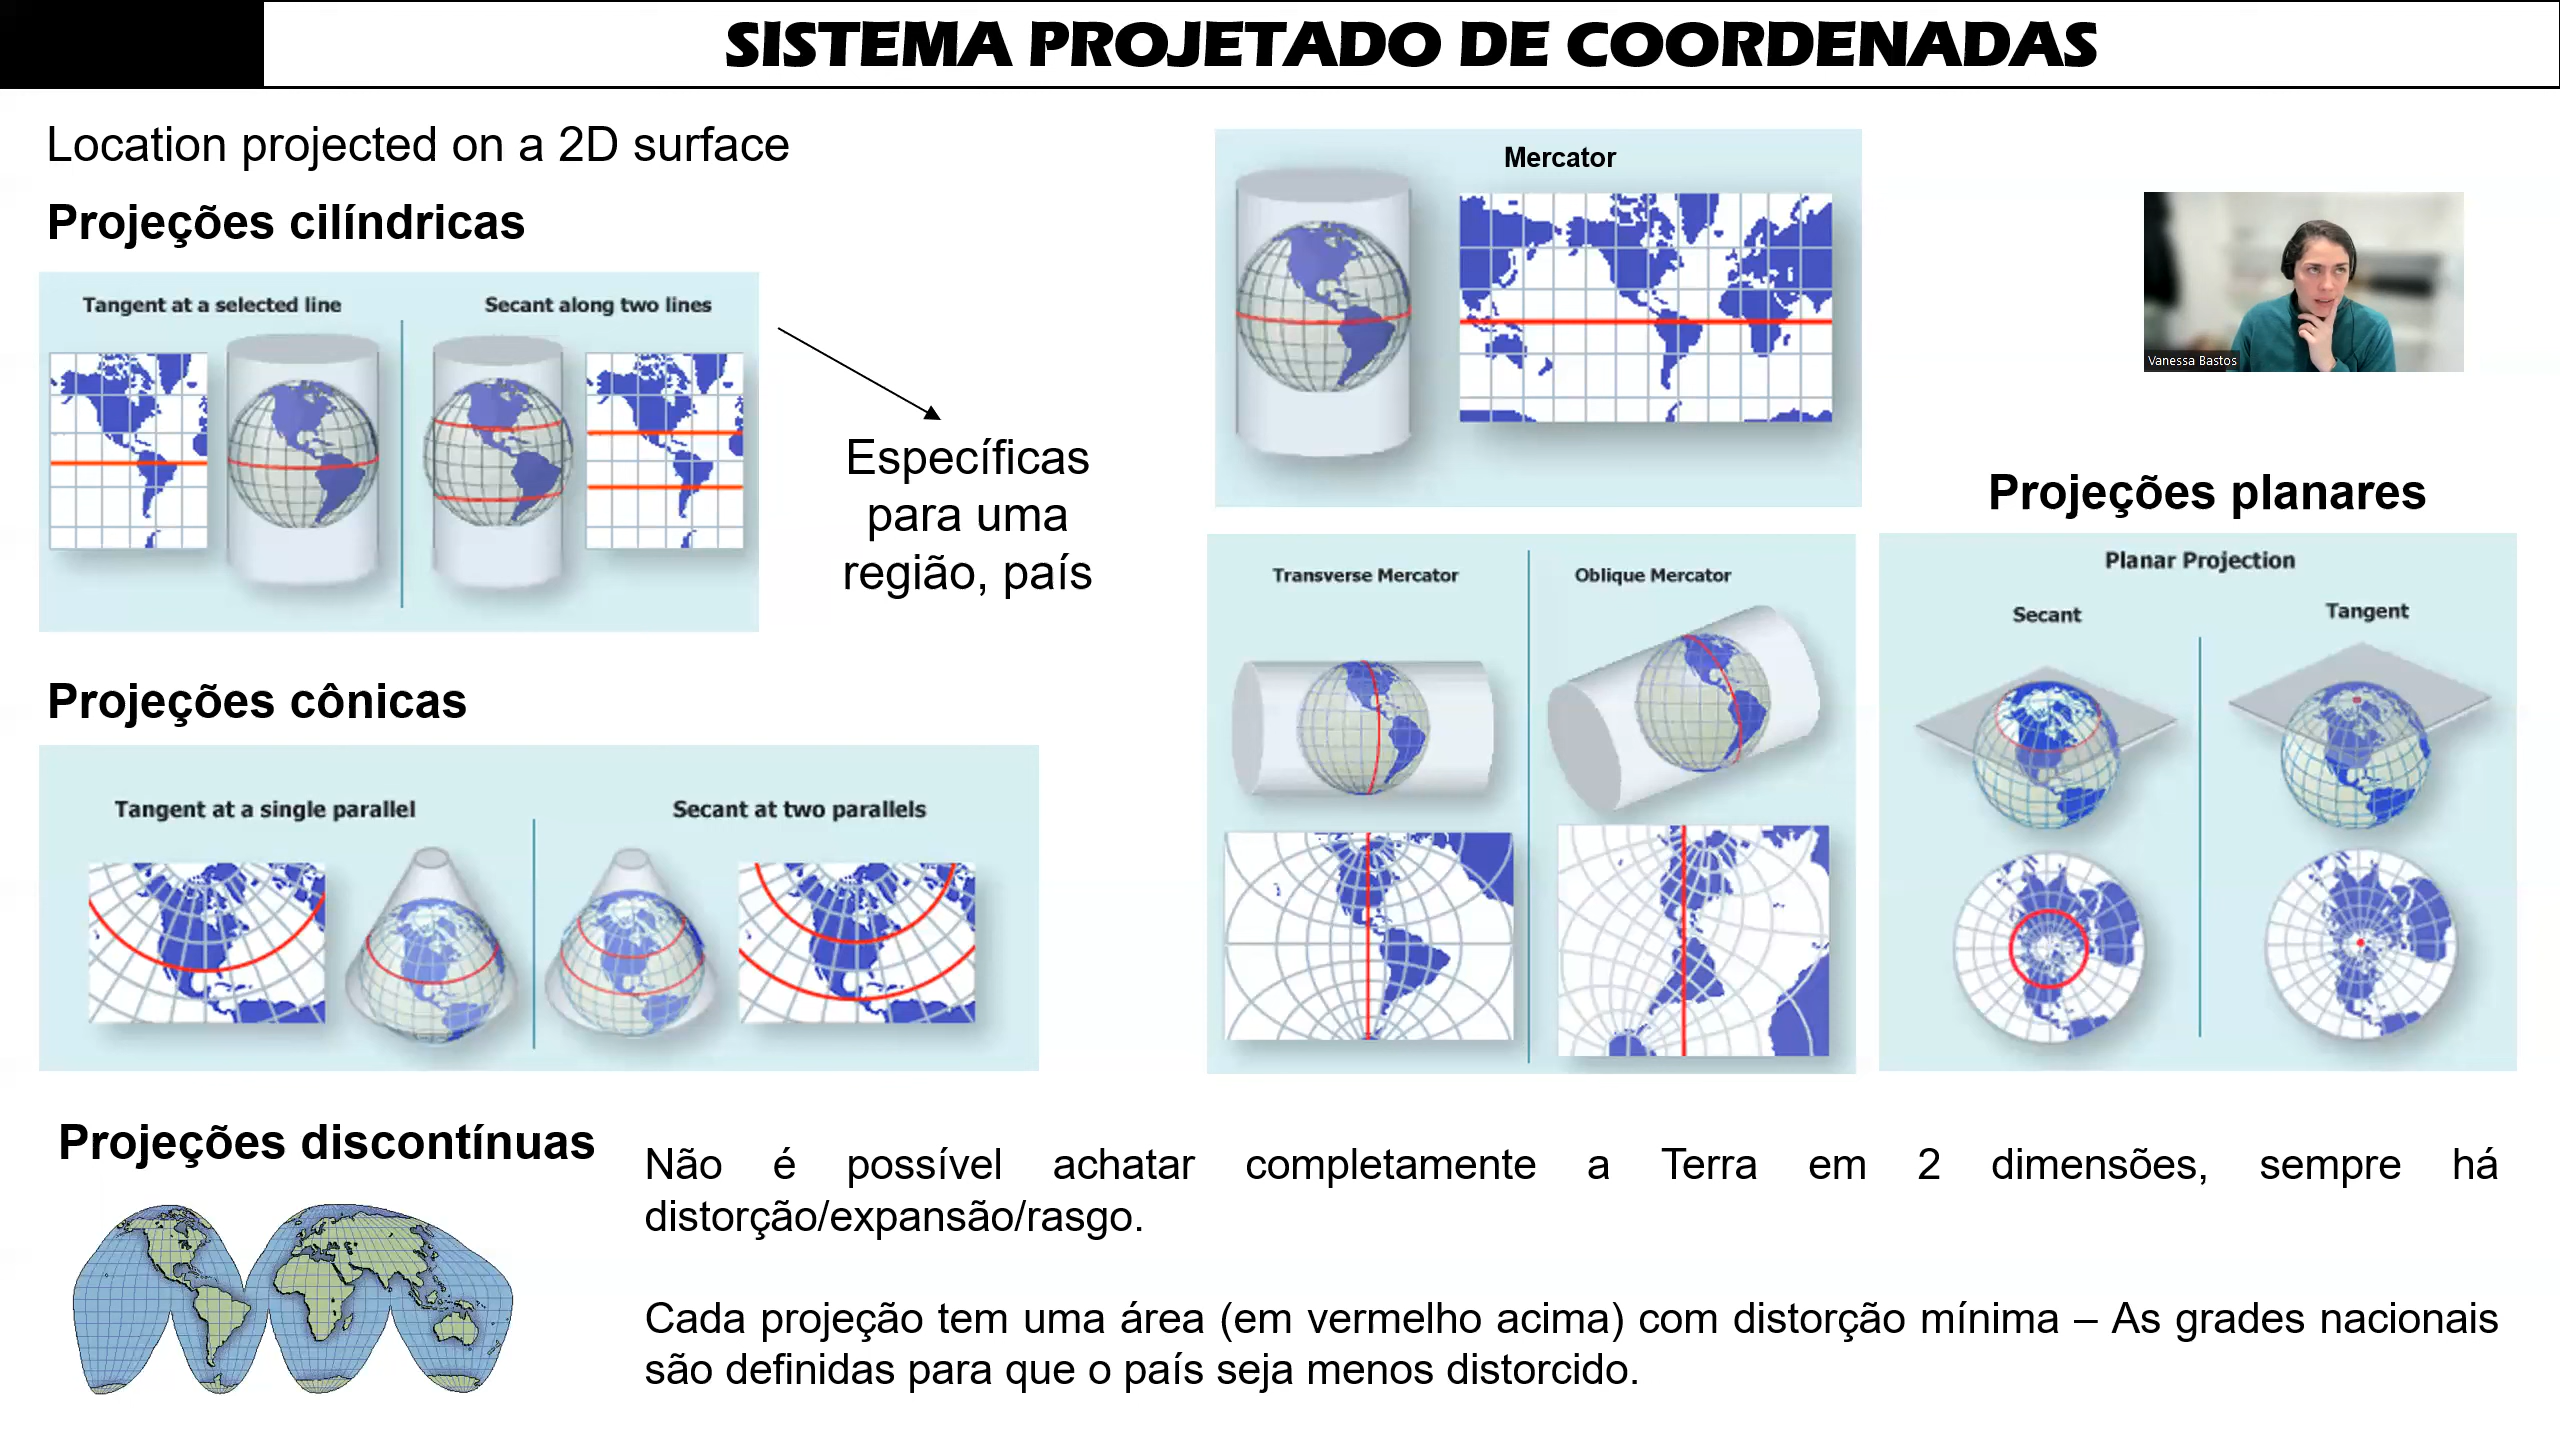 SISTEMA PROJETADO DE COORDENADAS
Location projected on a 2D surface
Projeções cilíndricas
Tangent at a selected line
Secant along two lines
Específicas
para uma
região, país
Mercator
Vanessa Bastos
Transverse Mercator
Oblique Mercator
Projeções planares
Planar Projection
Secant
Tangent
Projeções cônicas
Tangent at a single parallel
Secant at two parallels
Projeções discontínuas
Não é possível achatar completamente a Terra em 2 dimensões, sempre há
distorção/expansão/rasgo.
Cada projeção tem uma área (em vermelho acima) com distorção mínima – As grades nacionais
são definidas para que o país seja menos distorcido.